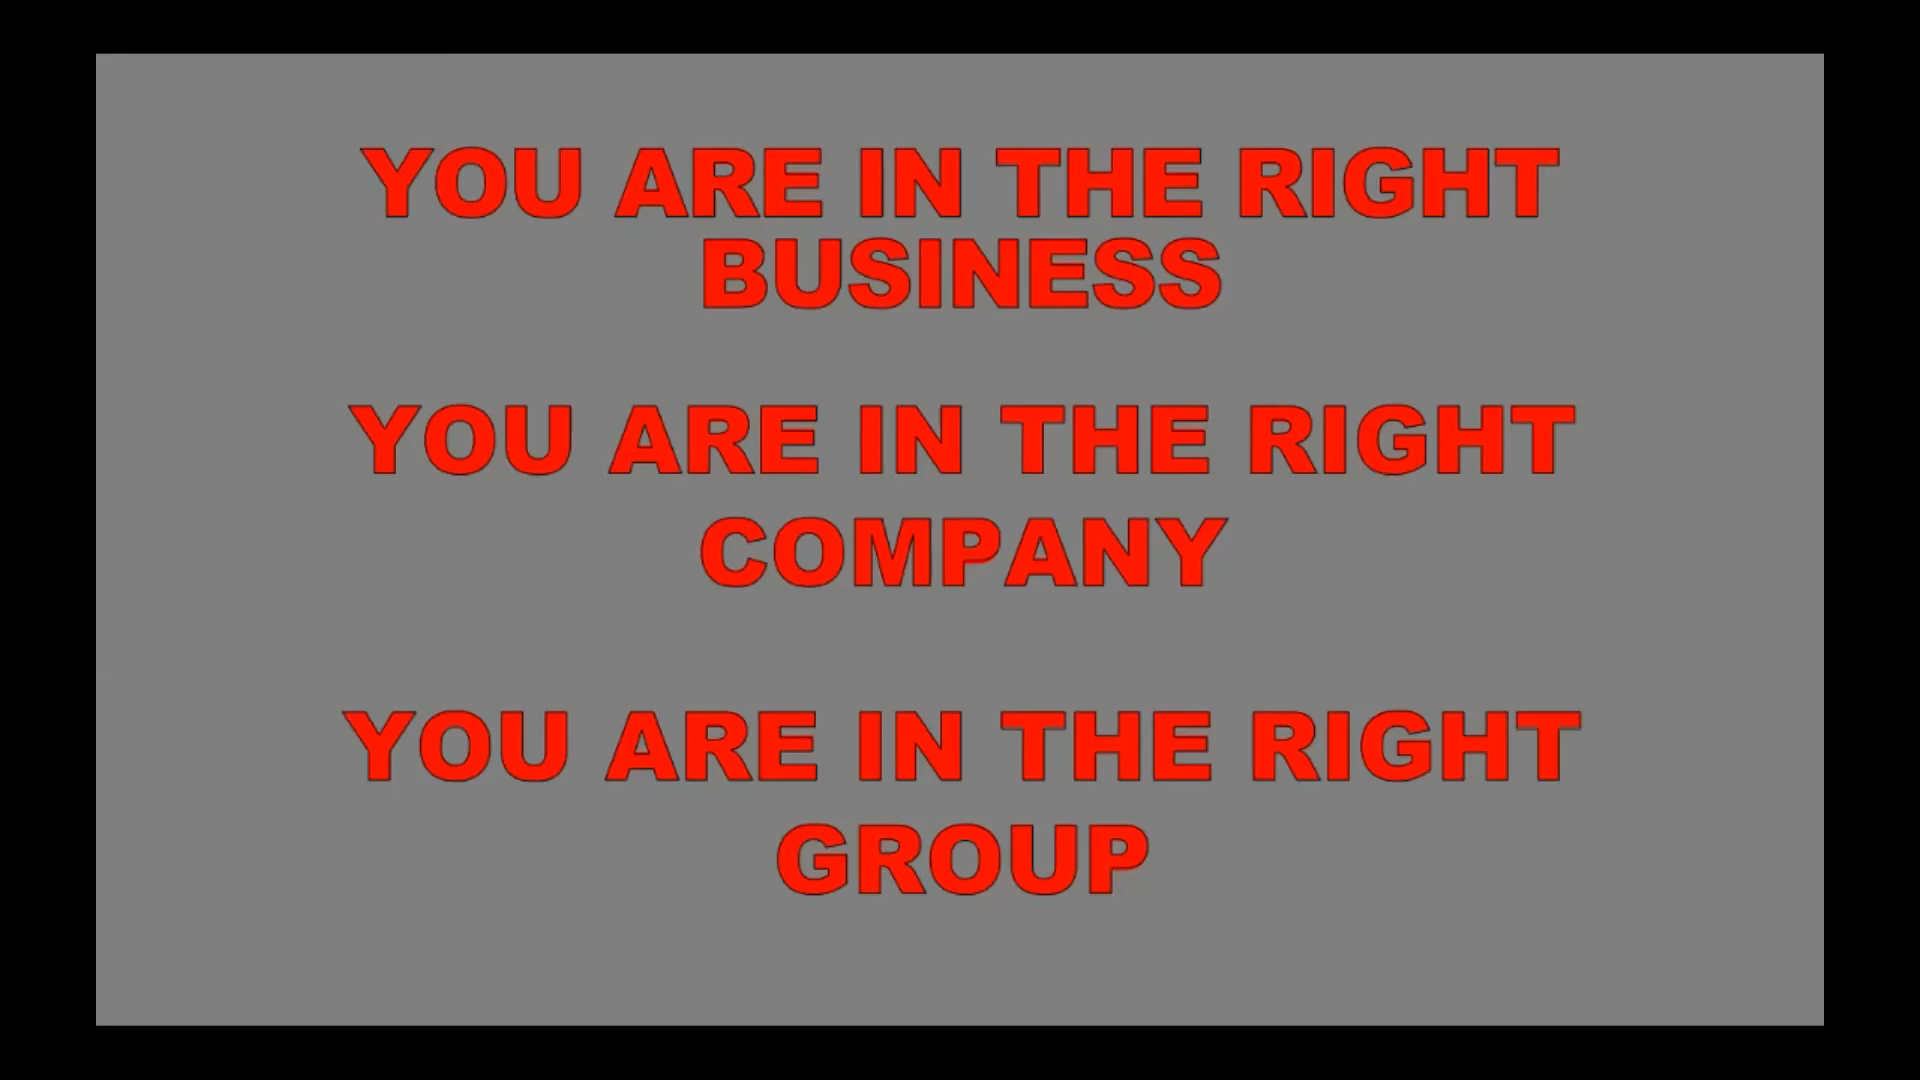 YOU ARE IN THE RIGHT
BUSINESS
YOU ARE IN THE RIGHT
COMPANY
YOU ARE IN THE RIGHT
GROUP